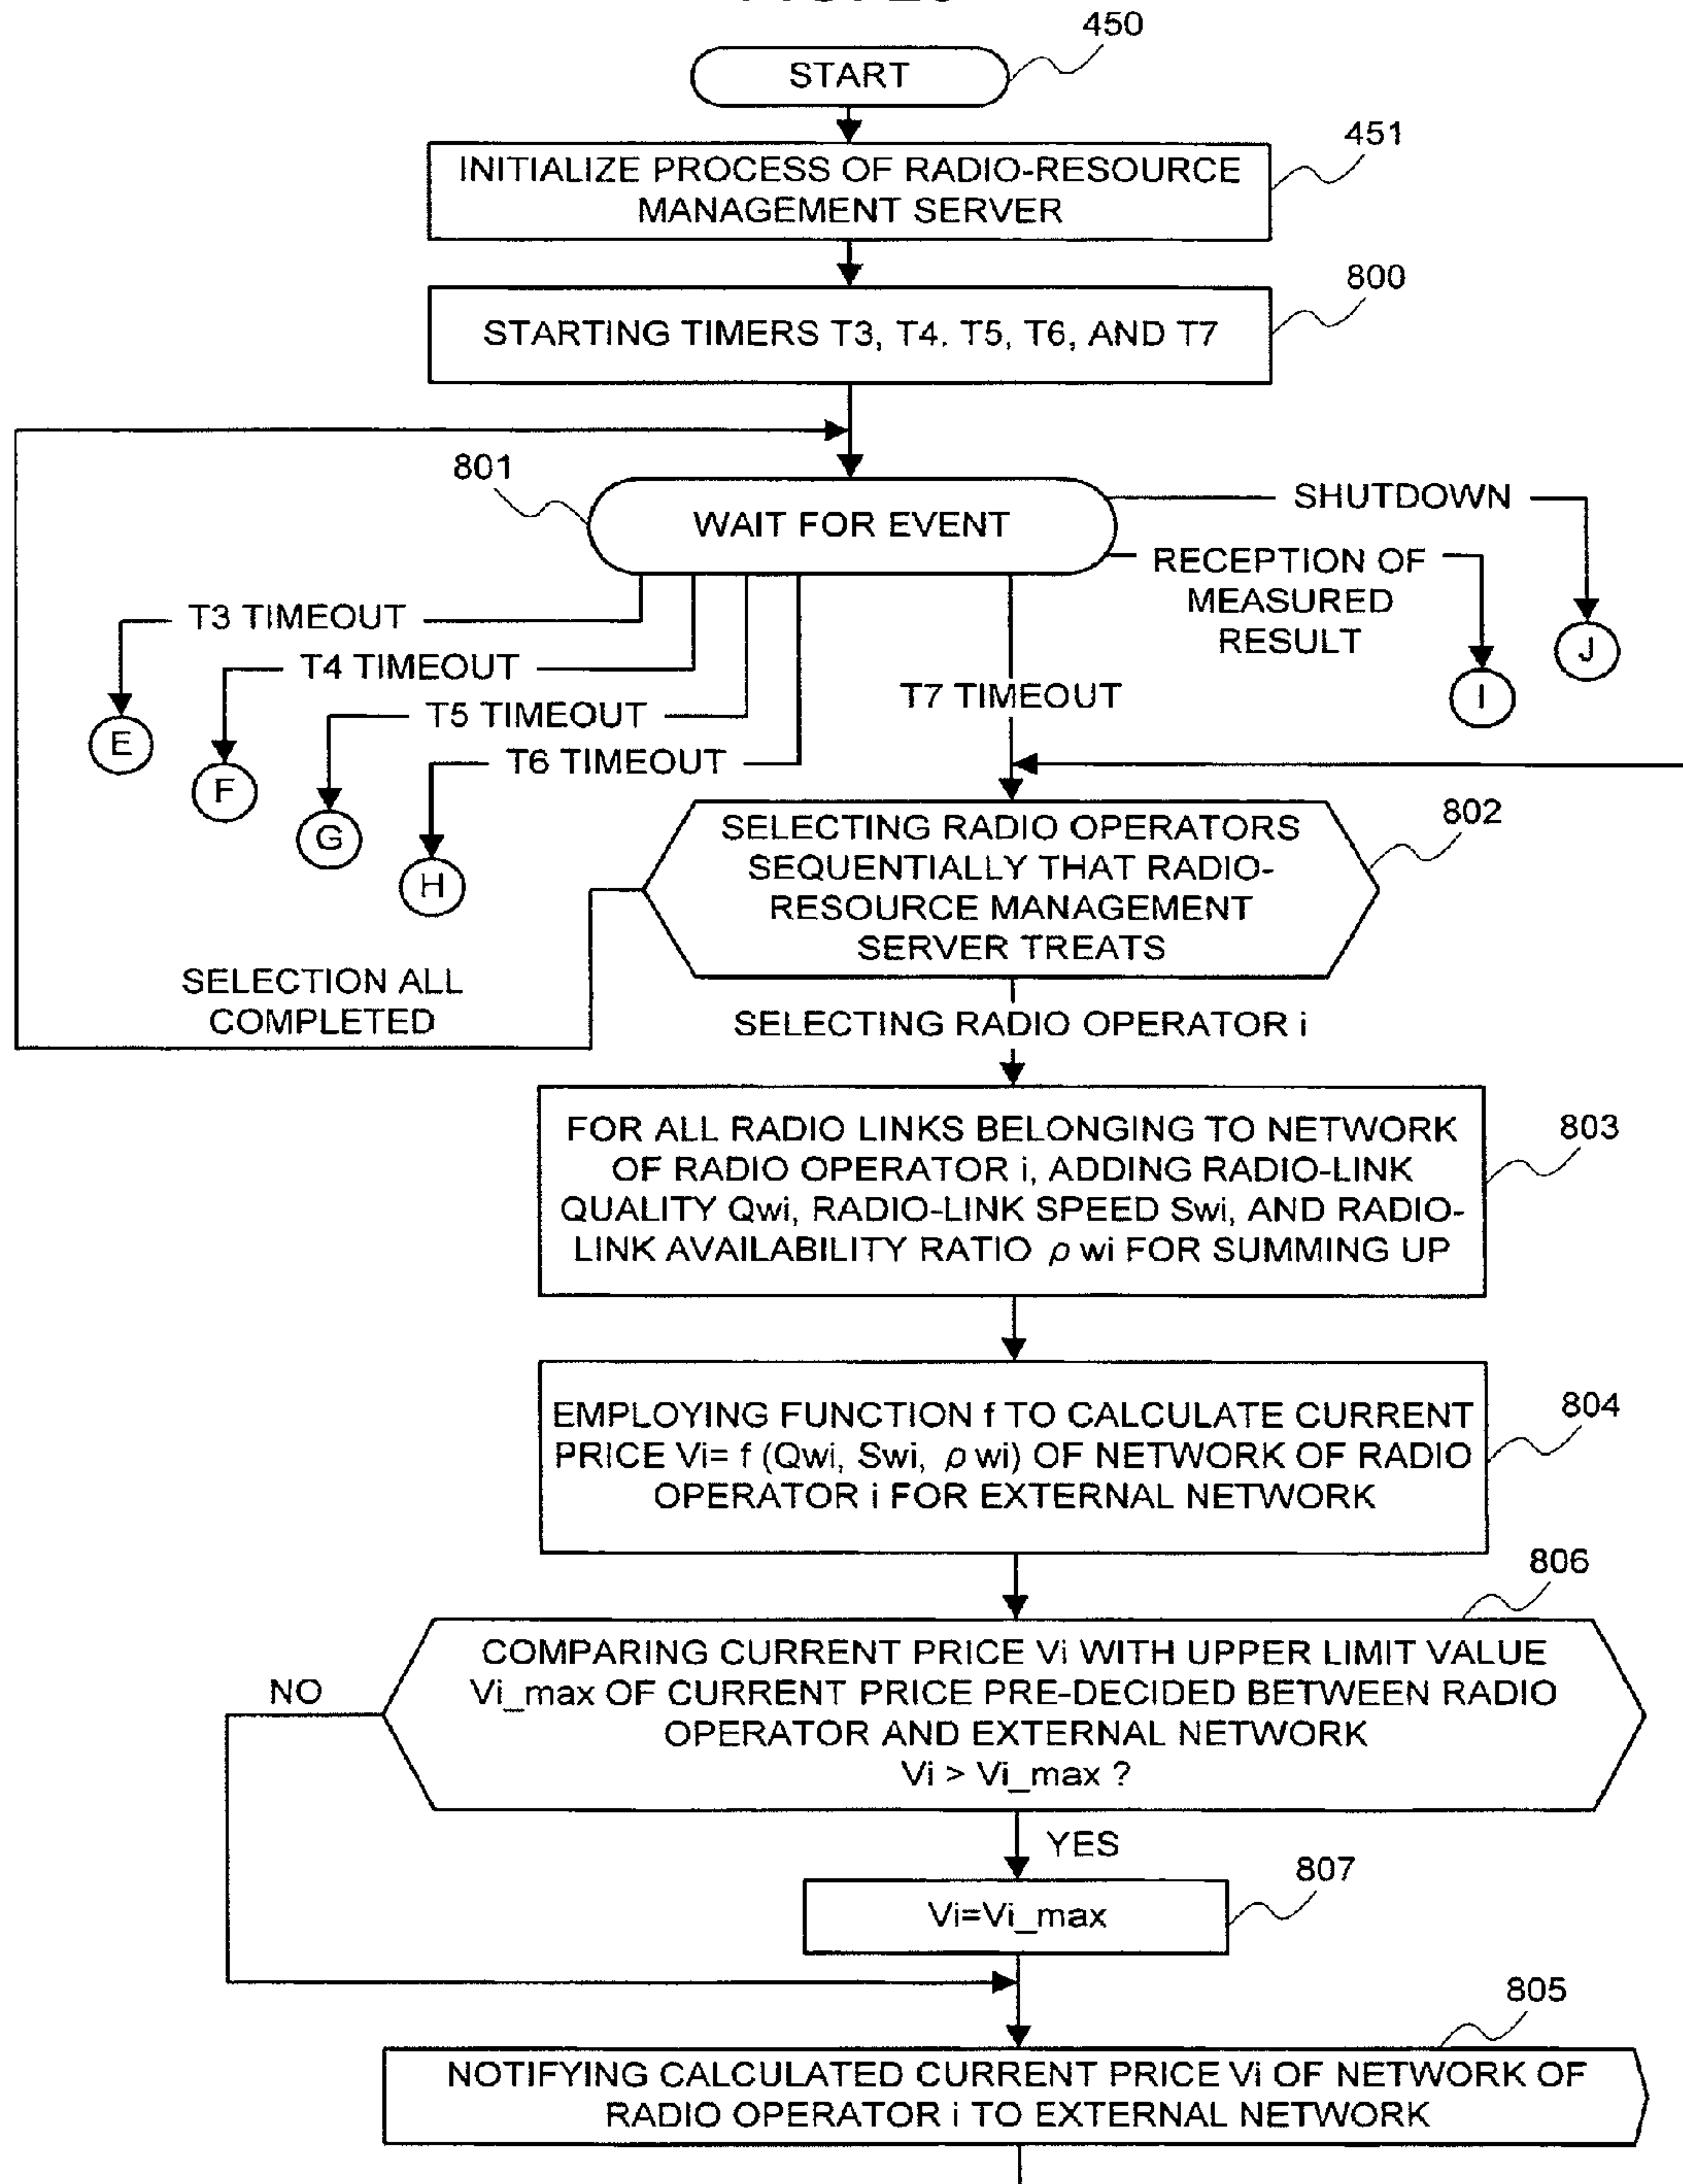 450
START
451
INITIALIZE PROCESS OF RADIO-RESOURCE
MANAGEMENT SERVER
800
STARTING TIMERS T3, T4. T5, T6, AND T7
801
WAIT FOR EVENT
SHUTDOWN
RECEPTION OF
MEASURED
RESULT
J
I
T3 TIMEOUT
T4 TIMEOUT
T5 TIMEOUT
T6 TIMEOUT
T7 TIMEOUT
E
F
G
H
802
SELECTING RADIO OPERATORS
SEQUENTIALLY THAT RADIO-
RESOURCE MANAGEMENT
SERVER TREATS
SELECTION ALL
COMPLETED
SELECTING RADIO OPERATOR i
803
FOR ALL RADIO LINKS BELONGING TO NETWORK
OF RADIO OPERATOR i, ADDING RADIO-LINK
QUALITY Qwi, RADIO-LINK SPEED Swi, AND RADIO-
LINK AVAILABILITY RATIO ρ wi FOR SUMMING UP
804
EMPLOYING FUNCTION f TO CALCULATE CURRENT
PRICE Vi= f (Qwi, Swi, ρ wi) OF NETWORK OF RADIO
OPERATOR i FOR EXTERNAL NETWORK
806
COMPARING CURRENT PRICE Vi WITH UPPER LIMIT VALUE
Vi_max OF CURRENT PRICE PRE-DECIDED BETWEEN RADIO
OPERATOR AND EXTERNAL NETWORK
Vi > Vi_max ?
NO
YES
807
Vi=Vi_max
805
NOTIFYING CALCULATED CURRENT PRICE Vi OF NETWORK OF
RADIO OPERATOR i TO EXTERNAL NETWORK